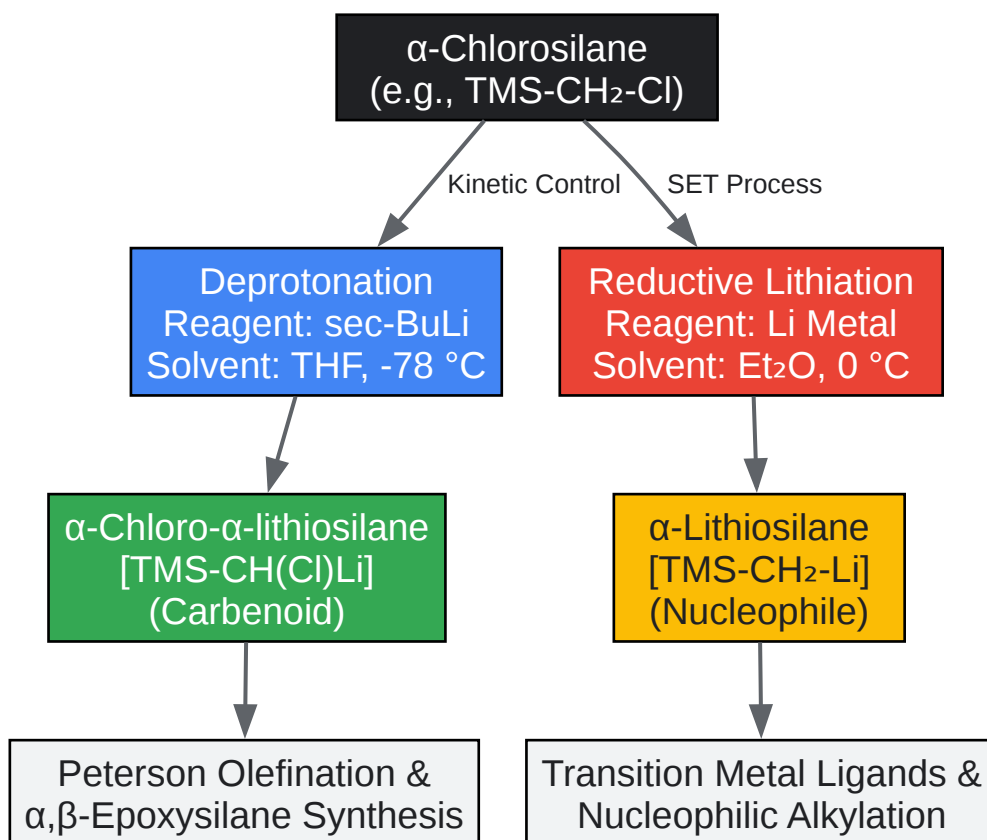 α-Chlorosilane
(e.g., TMS-CH₂-Cl)
Kinetic Control
SET Process
Deprotonation
Reagent: sec-BuLi
Solvent: THF, -78 °C
Reductive Lithiation
Reagent: Li Metal
Solvent: Et₂O, 0 °C
α-Chloro-α-lithiosilane
[TMS-CH(Cl)Li]
(Carbenoid)
α-Lithiosilane
[TMS-CH₂-Li]
(Nucleophile)
Peterson Olefination &
α,β-Epoxysilane Synthesis
Transition Metal Ligands &
Nucleophilic Alkylation